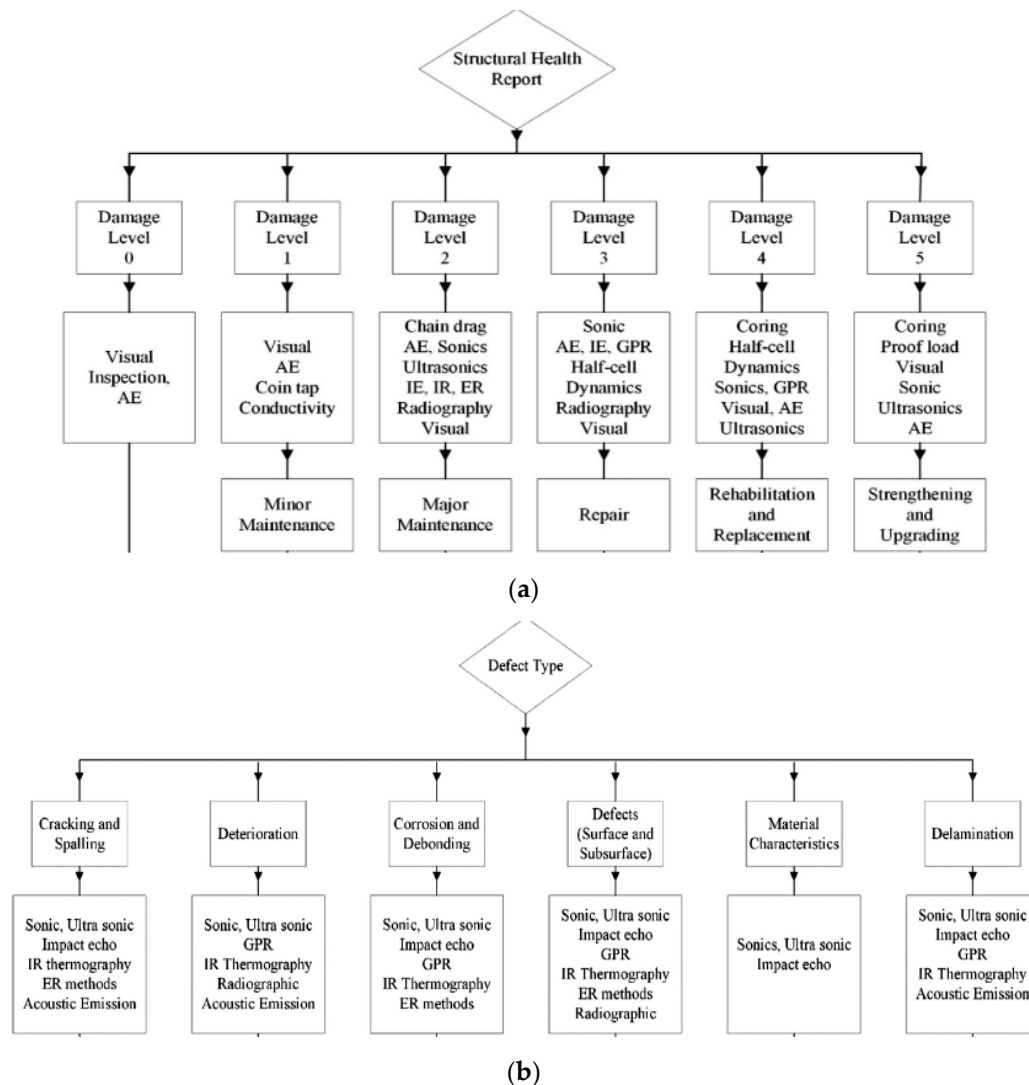 Structural Health
Report
Damage
Level
0
Damage
Level
1
Damage
Level
2
Damage
Level
3
Damage
Level
4
Damage
Level
5
Visual
Inspection,
AE
Visual
AE
Coin tap
Conductivity
Chain drag
AE, Sonics
Ultrasonics
IE, IR, ER
Radiography
Visual
Sonic
AE, IE, GPR
Half-cell
Dynamics
Radiography
Visual
Coring
Half-cell
Dynamics
Sonics, GPR
Visual, AE
Ultrasonics
Coring
Proof load
Visual
Sonic
Ultrasonics
AE
Minor
Maintenance
Major
Maintenance
Repair
Rehabilitation
and
Replacement
Strengthening
and
Upgrading
(a)
Defect Type
Cracking and
Spalling
Deterioration
Corrosion and
Debonding
Defects
(Surface and
Subsurface)
Material
Characteristics
Delamination
Sonic, Ultra sonic
Impact echo
IR thermography
ER methods
Acoustic Emission
Sonic, Ultra sonic
GPR
IR Thermography
Radiographic
Acoustic Emission
Sonic, Ultra sonic
Impact echo
GPR
IR Thermography
ER methods
Sonic, Ultra sonic
Impact echo
GPR
IR Thermography
ER methods
Radiographic
Sonics, Ultra sonic
Impact echo
Sonic, Ultra sonic
Impact echo
GPR
IR Thermography
Acoustic Emission
(b)